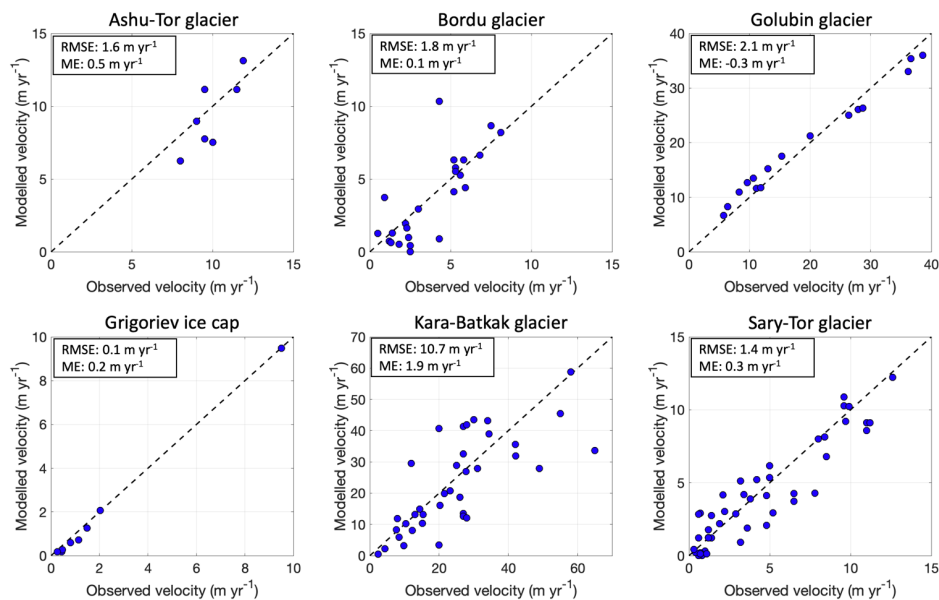 Ashu-Tor glacier
RMSE: 1.6 m yr⁻¹
ME: 0.5 m yr⁻¹
Modelled velocity (m yr⁻¹)
15
10
5
0
0 5 10 15
Observed velocity (m yr⁻¹)
Bordu glacier
RMSE: 1.8 m yr⁻¹
ME: 0.1 m yr⁻¹
Modelled velocity (m yr⁻¹)
15
10
5
0
0 5 10 15
Observed velocity (m yr⁻¹)
Golubin glacier
RMSE: 2.1 m yr⁻¹
ME: -0.3 m yr⁻¹
Modelled velocity (m yr⁻¹)
40
30
20
10
0
0 10 20 30 40
Observed velocity (m yr⁻¹)
Grigoriev ice cap
RMSE: 0.1 m yr⁻¹
ME: 0.2 m yr⁻¹
Modelled velocity (m yr⁻¹)
10
8
6
4
2
0
0 2 4 6 8 10
Observed velocity (m yr⁻¹)
Kara-Batkak glacier
RMSE: 10.7 m yr⁻¹
ME: 1.9 m yr⁻¹
Modelled velocity (m yr⁻¹)
70
60
50
40
30
20
10
0
0 20 40 60
Observed velocity (m yr⁻¹)
Sary-Tor glacier
RMSE: 1.4 m yr⁻¹
ME: 0.3 m yr⁻¹
Modelled velocity (m yr⁻¹)
15
10
5
0
0 5 10 15
Observed velocity (m yr⁻¹)